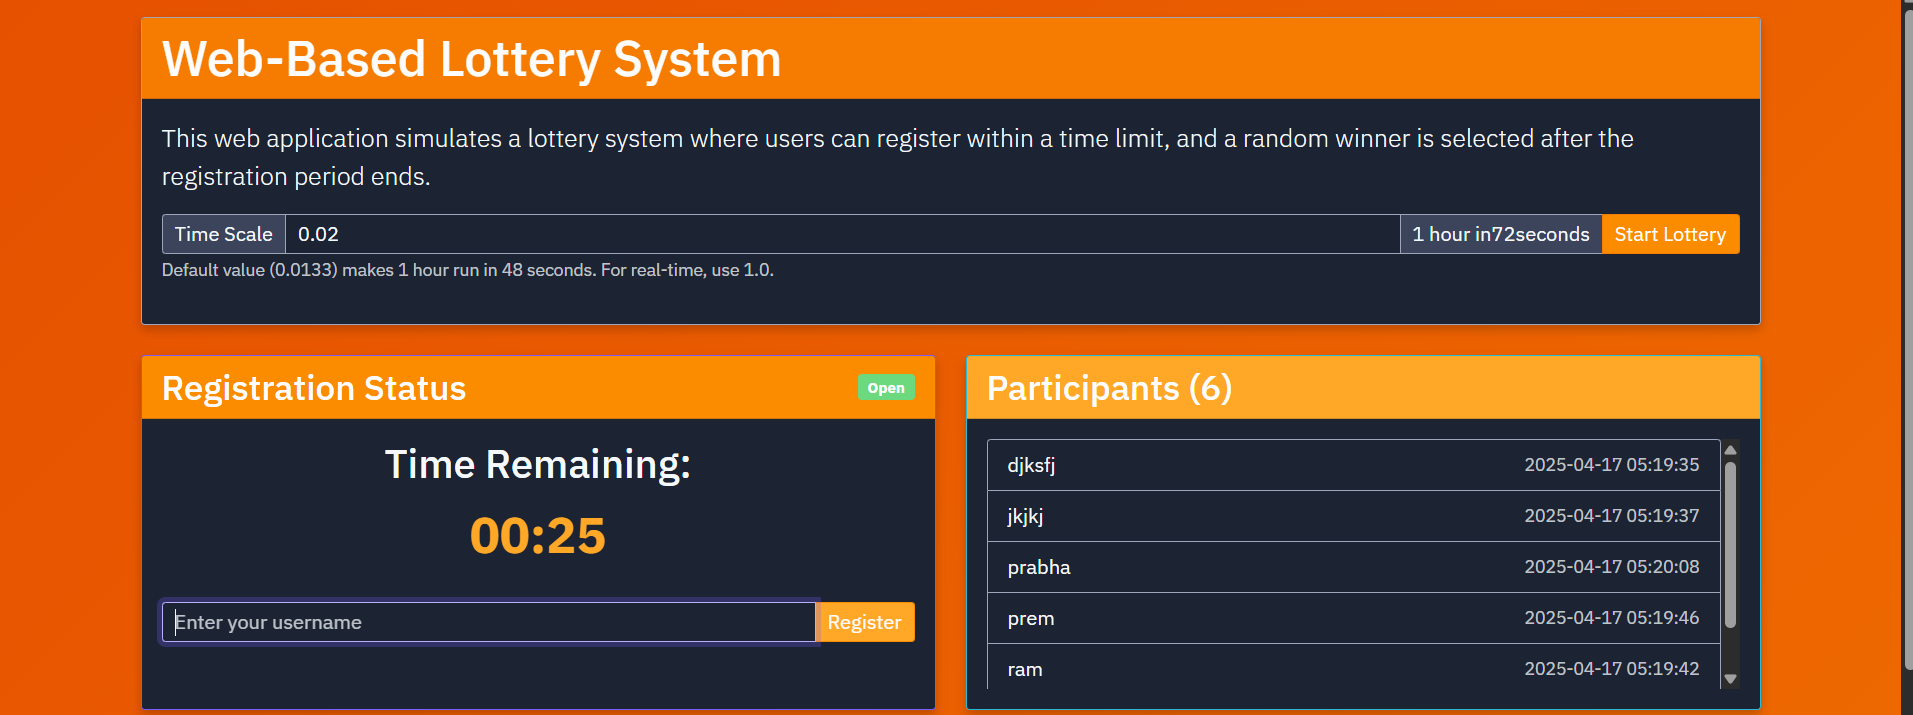 Web-Based Lottery System
This web application simulates a lottery system where users can register within a time limit, and a random winner is selected after the
registration period ends.
Time Scale 0.02 1 hour in72seconds Start Lottery
Default value (0.0133) makes 1 hour run in 48 seconds. For real-time, use 1.0.
Registration Status Open
Time Remaining:
00:25
Enter your username Register
Participants (6)
djksfj 2025-04-17 05:19:35
jkjkj 2025-04-17 05:19:37
prabha 2025-04-17 05:20:08
prem 2025-04-17 05:19:46
ram 2025-04-17 05:19:42